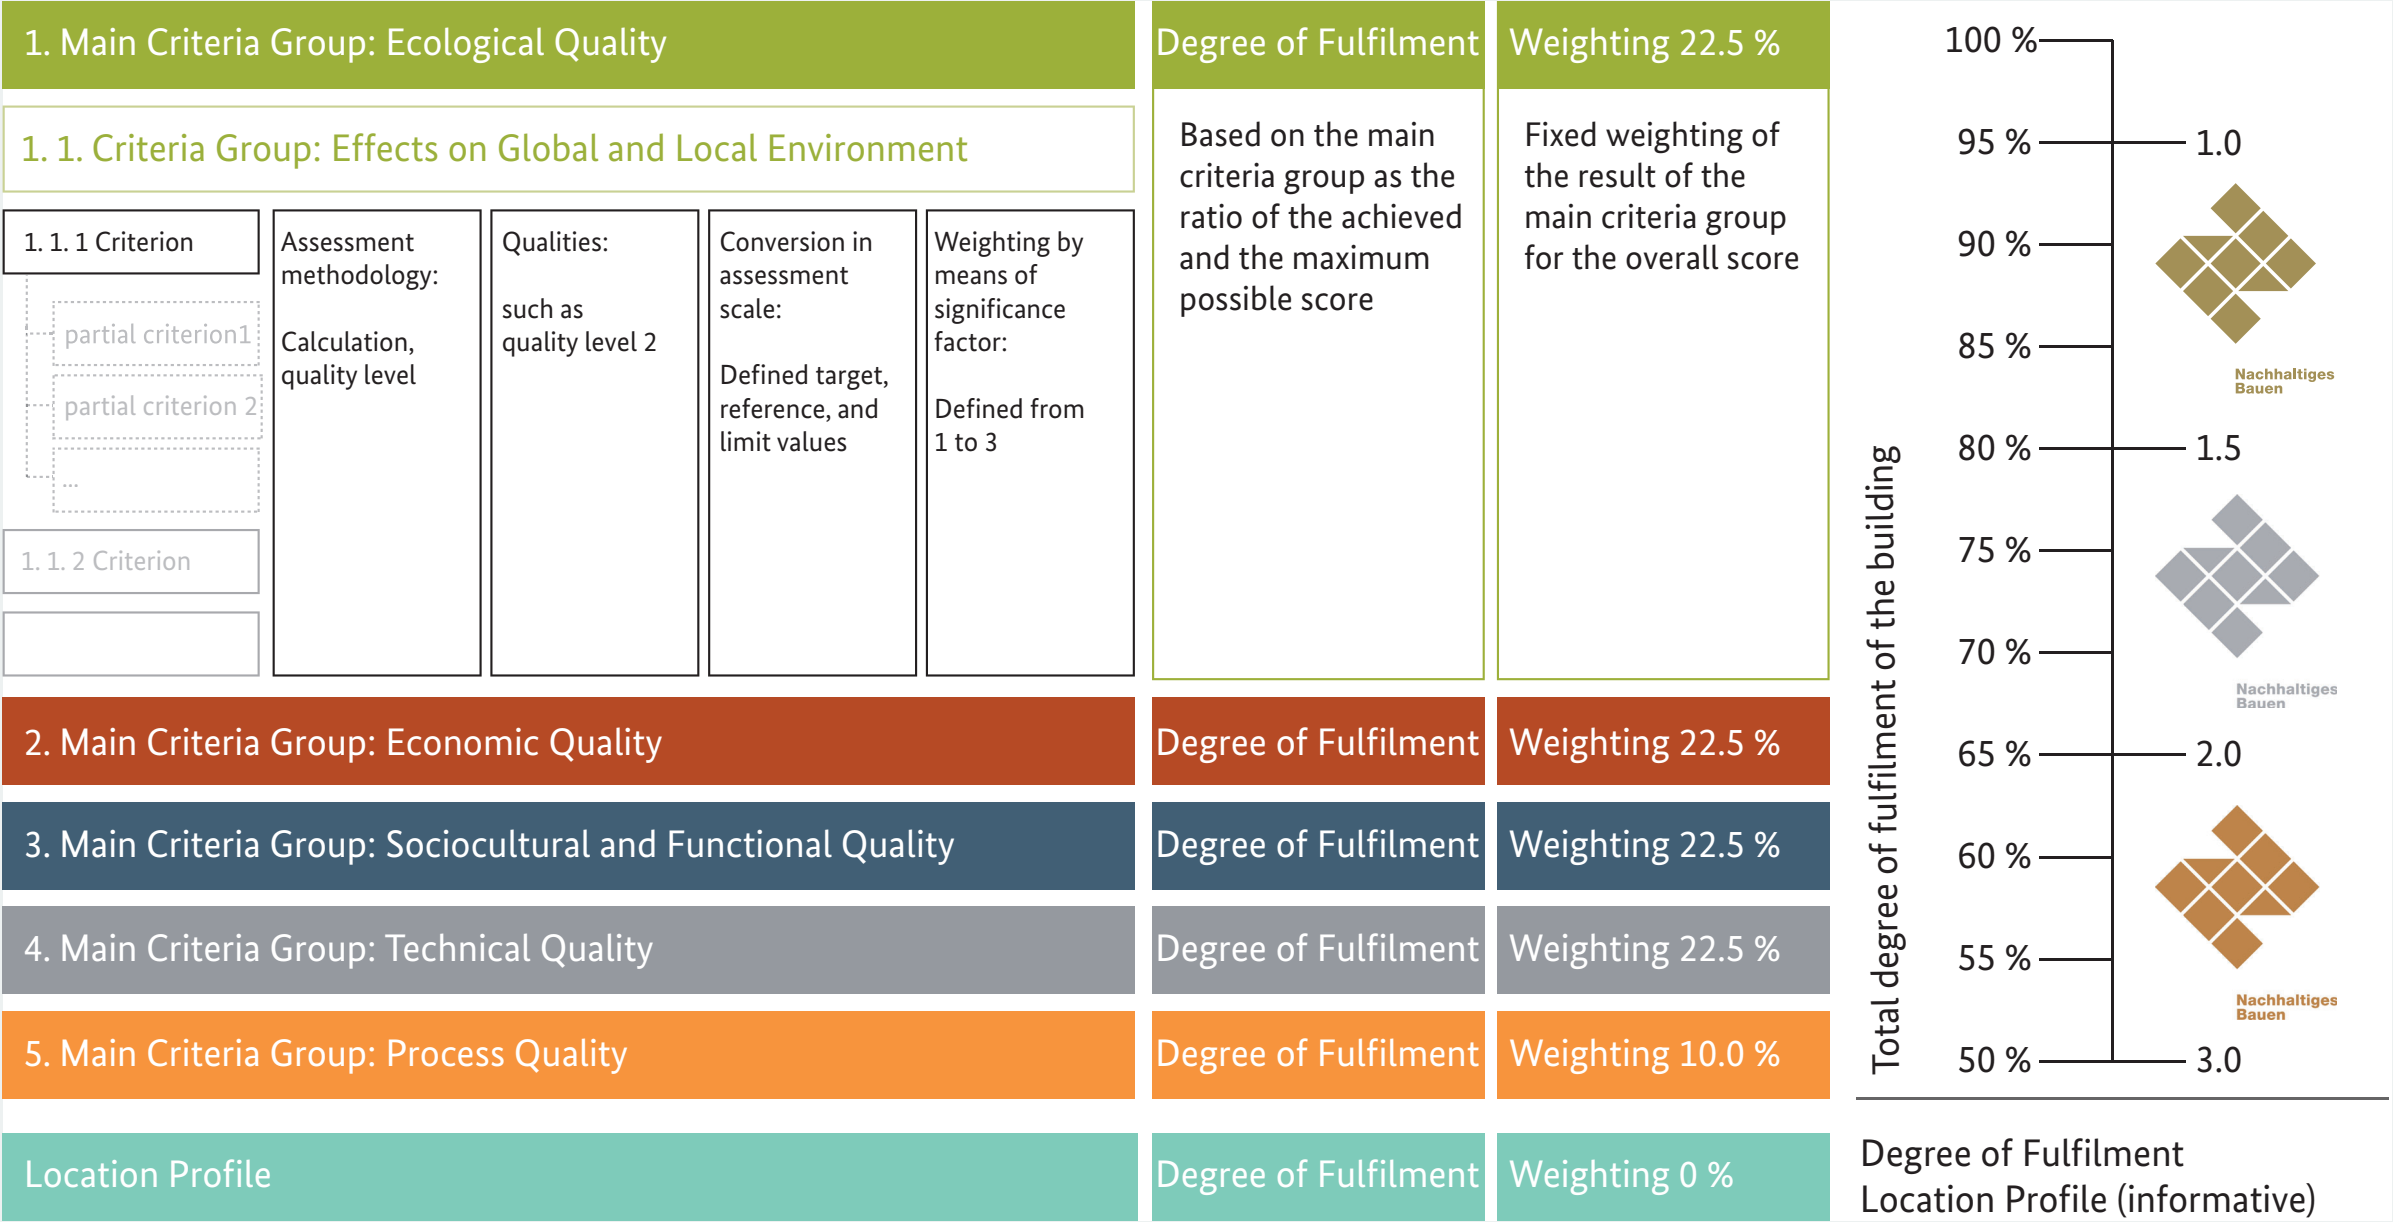 1. Main Criteria Group: Ecological Quality
Degree of Fulfilment
Weighting 22.5 %
1. 1. Criteria Group: Effects on Global and Local Environment
1. 1. 1 Criterion
partial criterion1
partial criterion 2
...
1. 1. 2 Criterion
Assessment
methodology:
Calculation,
quality level
Qualities:
such as
quality level 2
Conversion in
assessment
scale:
Defined target,
reference, and
limit values
Weighting by
means of
significance
factor:
Defined from
1 to 3
Based on the main
criteria group as the
ratio of the achieved
and the maximum
possible score
Fixed weighting of
the result of the
main criteria group
for the overall score
2. Main Criteria Group: Economic Quality
Degree of Fulfilment
Weighting 22.5 %
3. Main Criteria Group: Sociocultural and Functional Quality
Degree of Fulfilment
Weighting 22.5 %
4. Main Criteria Group: Technical Quality
Degree of Fulfilment
Weighting 22.5 %
5. Main Criteria Group: Process Quality
Degree of Fulfilment
Weighting 10.0 %
Location Profile
Degree of Fulfilment
Weighting 0 %
Total degree of fulfilment of the building
100 %
95 %
1.0
90 %
85 %
Nachhaltiges
Bauen
80 %
1.5
75 %
70 %
Nachhaltiges
Bauen
65 %
2.0
60 %
55 %
Nachhaltiges
Bauen
50 %
3.0
Degree of Fulfilment
Location Profile (informative)